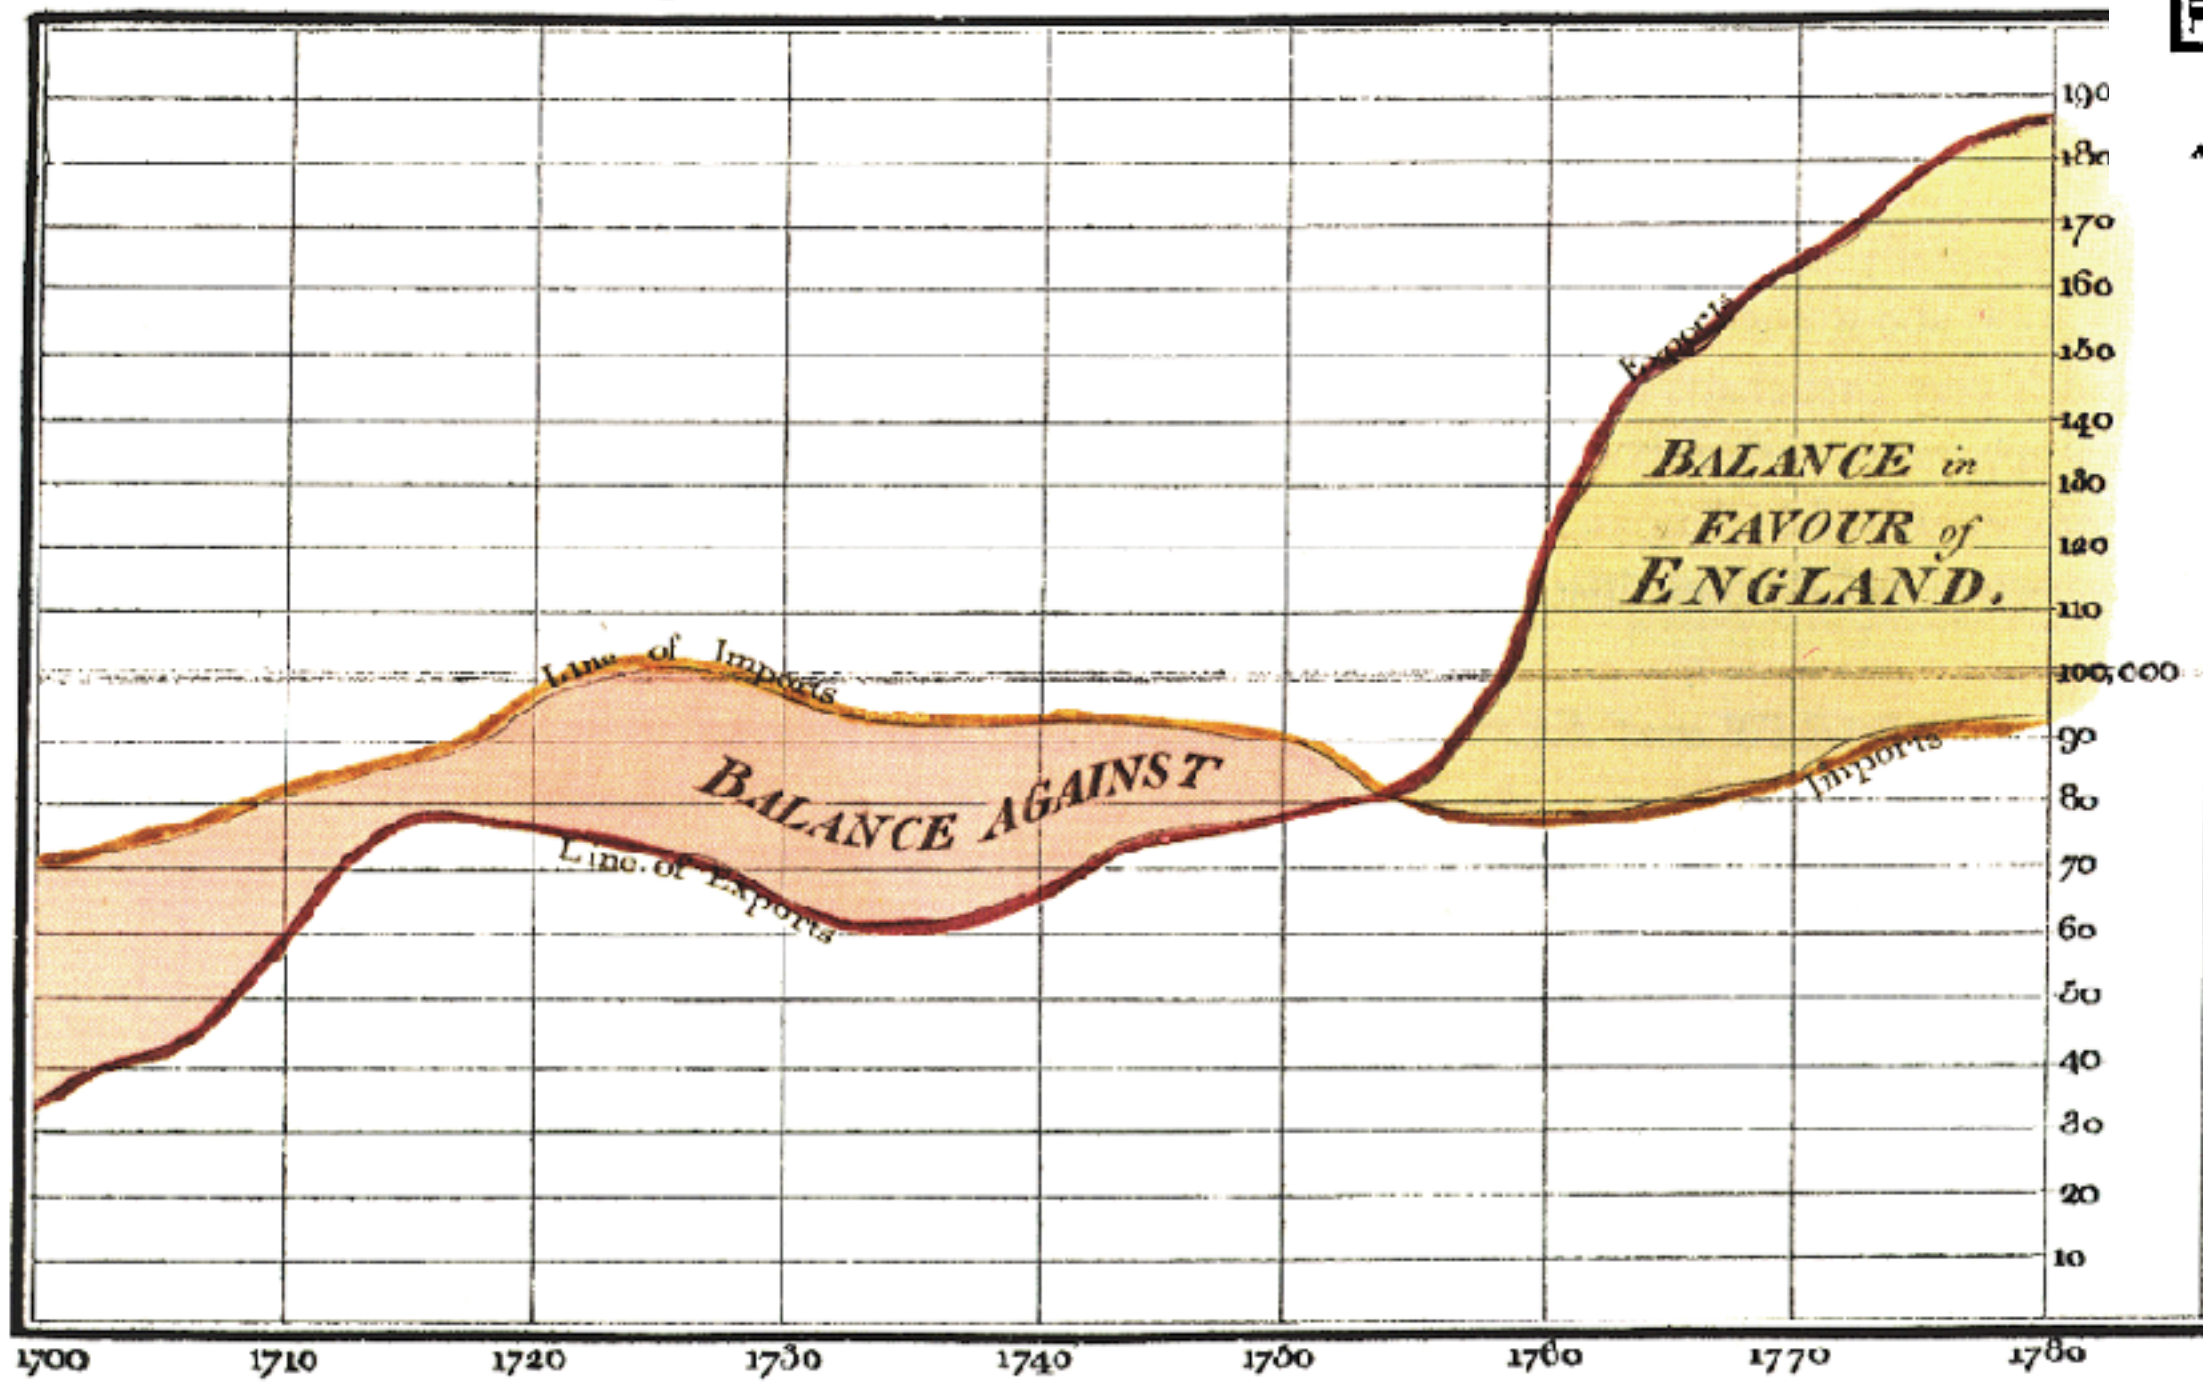 190
180
170
160
Exports
150
140
BALANCE in
130
FAVOUR of
120
ENGLAND.
110
Line of Imports
100,000
90
Imports
BALANCE AGAINST
80
Line of Exports
70
60
50
40
30
20
10
1700 1710 1720 1730 1740 1750 1760 1770 1780